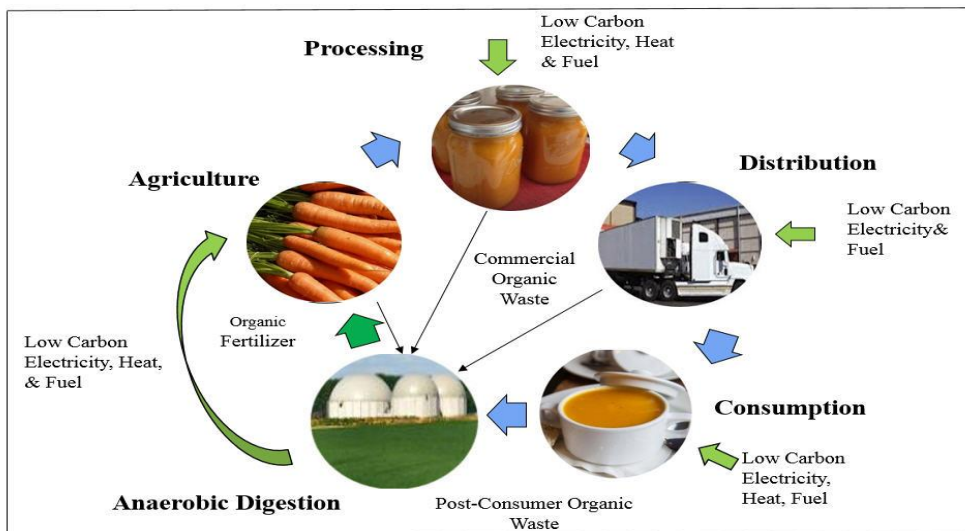 Processing
Low Carbon
Electricity, Heat
& Fuel
Agriculture
Distribution
Low Carbon
Electricity&
Fuel
Commercial
Organic
Waste
Organic
Fertilizer
Low Carbon
Electricity, Heat,
& Fuel
Consumption
Low Carbon
Electricity,
Heat, Fuel
Anaerobic Digestion
Post-Consumer Organic
Waste